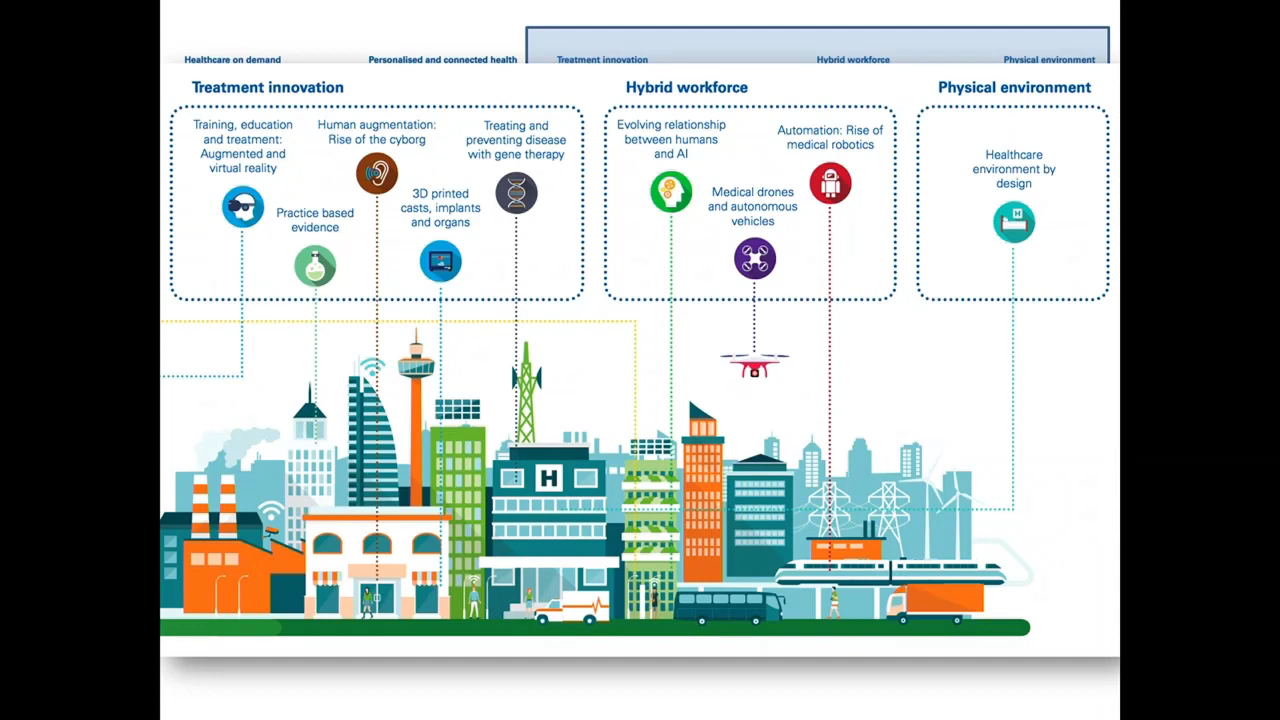 Healthcare on demand
Personalised and connected health
Treatment innovation
Hybrid workforce
Physical environment
Treatment innovation
Training, education
and treatment:
Augmented and
virtual reality
Practice based
evidence
Human augmentation:
Rise of the cyborg
3D printed
casts, implants
and organs
Treating and
preventing disease
with gene therapy
Hybrid workforce
Evolving relationship
between humans
and AI
Medical drones
and autonomous
vehicles
Automation: Rise of
medical robotics
Physical environment
Healthcare
environment by
design
H
H